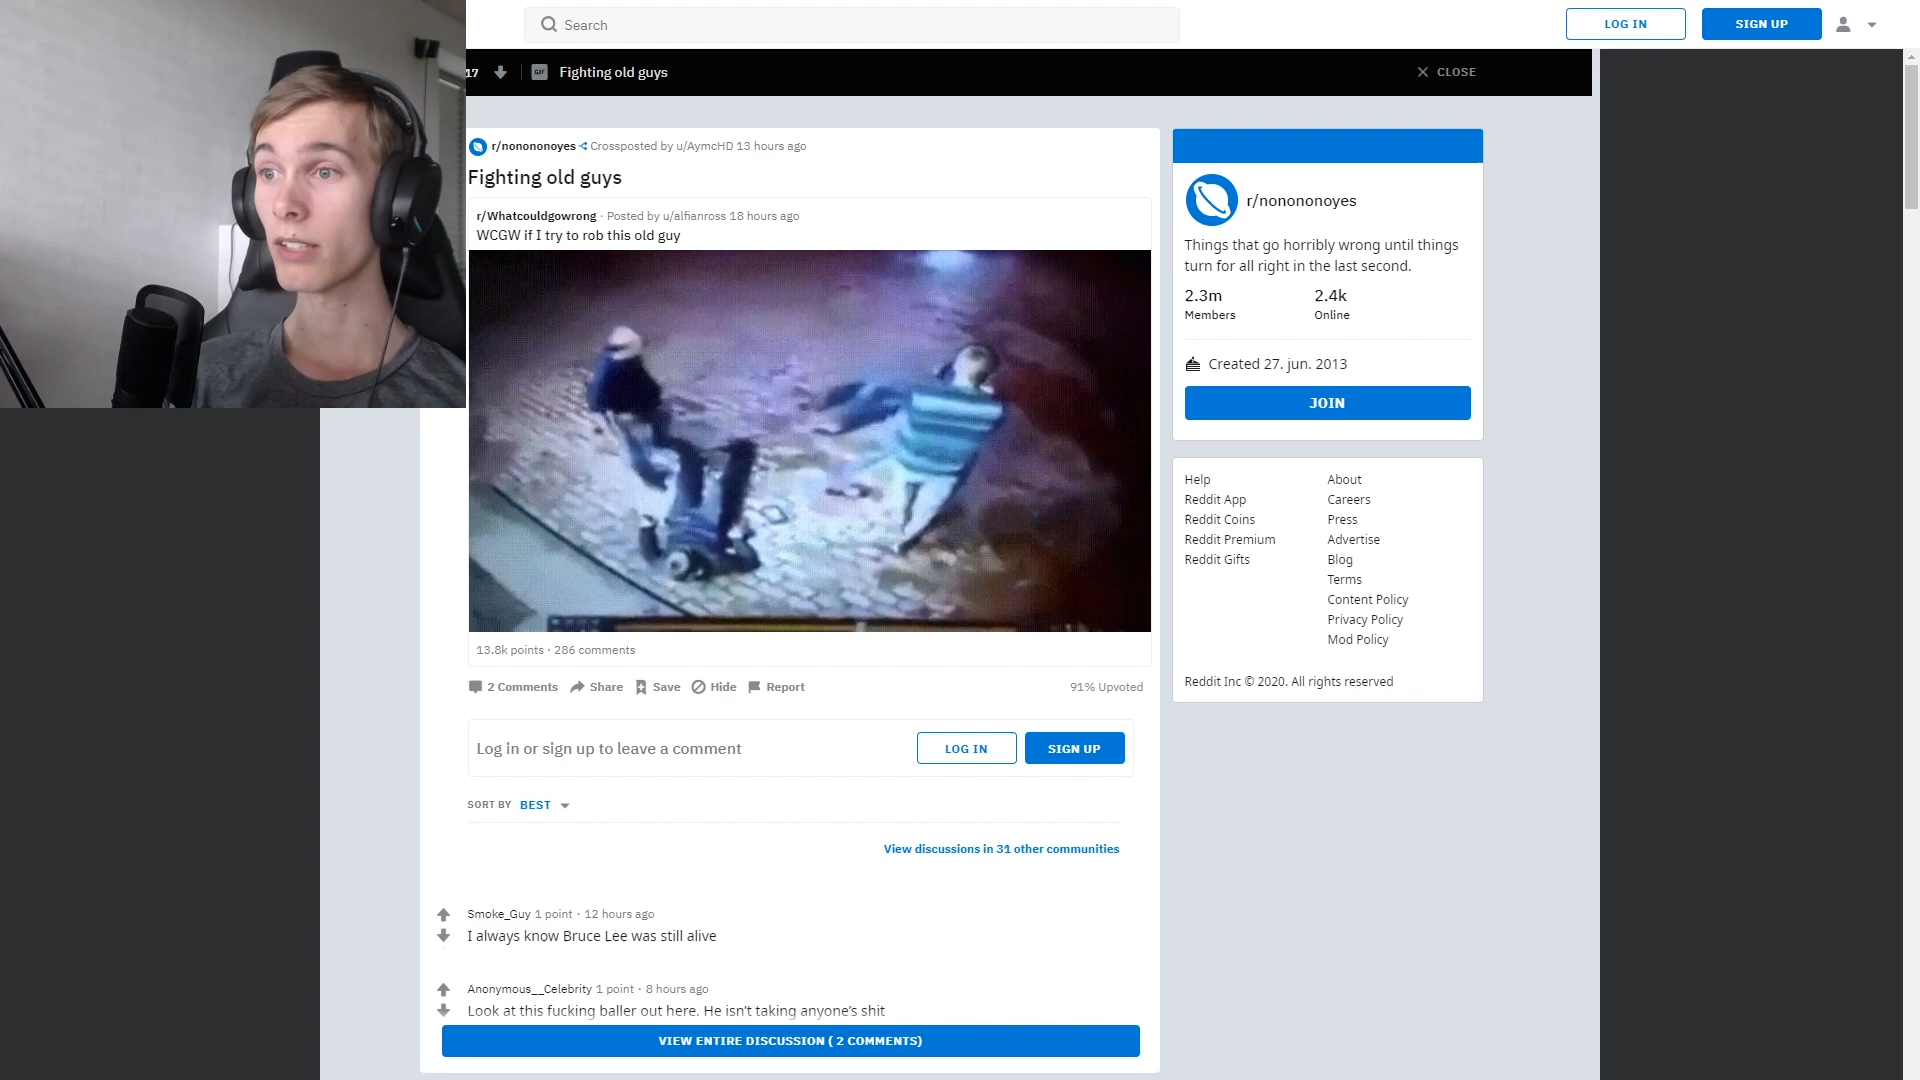 Search
LOG IN
SIGN UP
17
GIF
Fighting old guys
CLOSE
r/nonononoyes Crossposted by u/AymcHD 13 hours ago
Fighting old guys
r/Whatcouldgowrong · Posted by u/alfianross 18 hours ago
WCGW if I try to rob this old guy
13.8k points · 286 comments
2 Comments Share Save Hide Report
91% Upvoted
Log in or sign up to leave a comment
LOG IN
SIGN UP
SORT BY BEST
View discussions in 31 other communities
Smoke_Guy 1 point · 12 hours ago
I always know Bruce Lee was still alive
Anonymous__Celebrity 1 point · 8 hours ago
Look at this fucking baller out here. He isn’t taking anyone’s shit
VIEW ENTIRE DISCUSSION ( 2 COMMENTS)
r/nonononoyes
Things that go horribly wrong until things
turn for all right in the last second.
2.3m
Members
2.4k
Online
Created 27. jun. 2013
JOIN
Help
Reddit App
Reddit Coins
Reddit Premium
Reddit Gifts
About
Careers
Press
Advertise
Blog
Terms
Content Policy
Privacy Policy
Mod Policy
Reddit Inc © 2020. All rights reserved